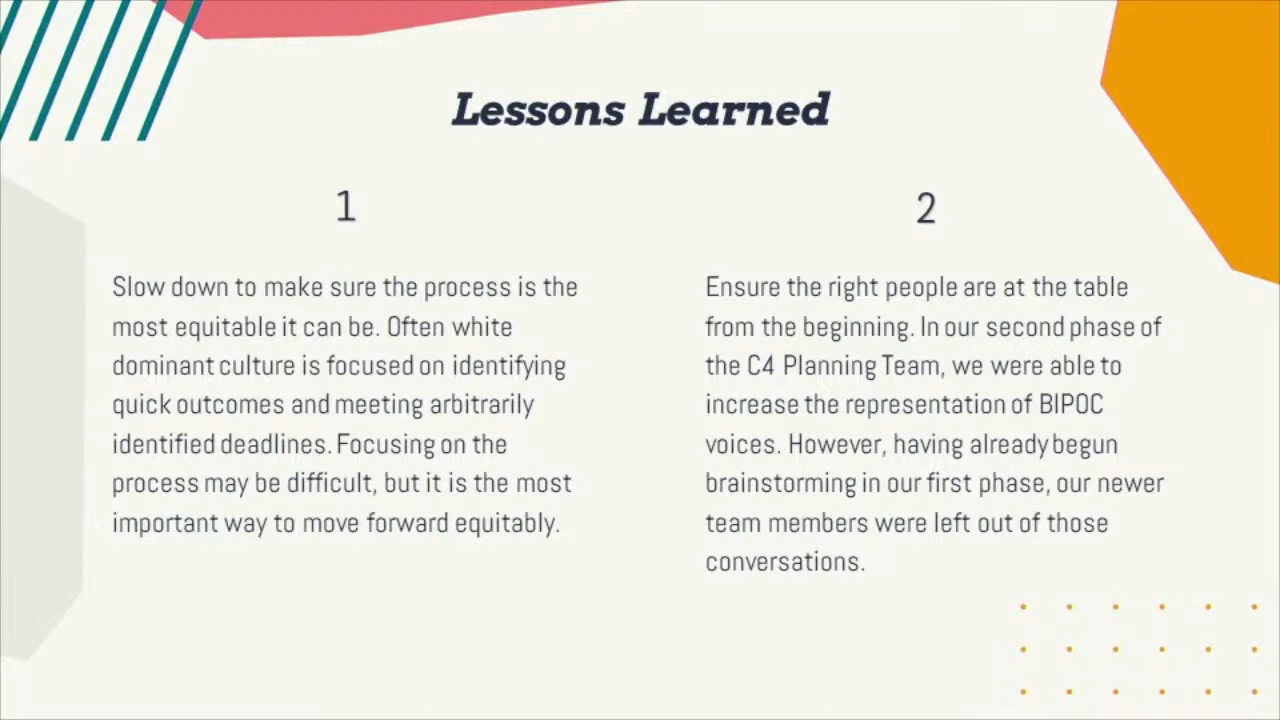 Lessons Learned
1
Slow down to make sure the process is the
most equitable it can be. Often white
dominant culture is focused on identifying
quick outcomes and meeting arbitrarily
identified deadlines. Focusing on the
process may be difficult, but it is the most
important way to move forward equitably.
2
Ensure the right people are at the table
from the beginning. In our second phase of
the C4 Planning Team, we were able to
increase the representation of BIPOC
voices. However, having already begun
brainstorming in our first phase, our newer
team members were left out of those
conversations.